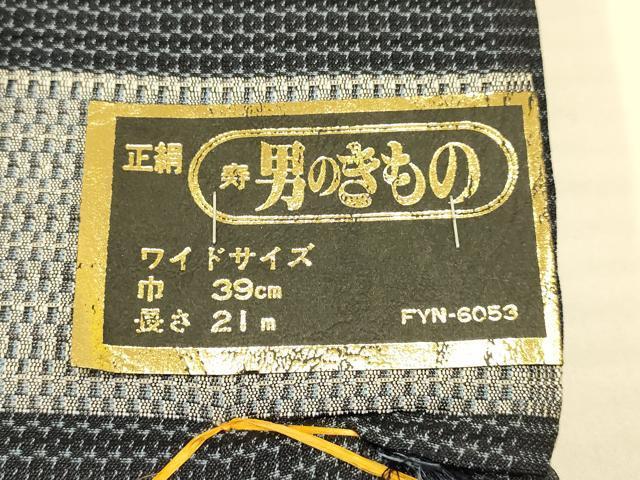 正絹
寿 男のきもの
ワイドサイズ
巾 39cm
長さ 21m
FYN-6053